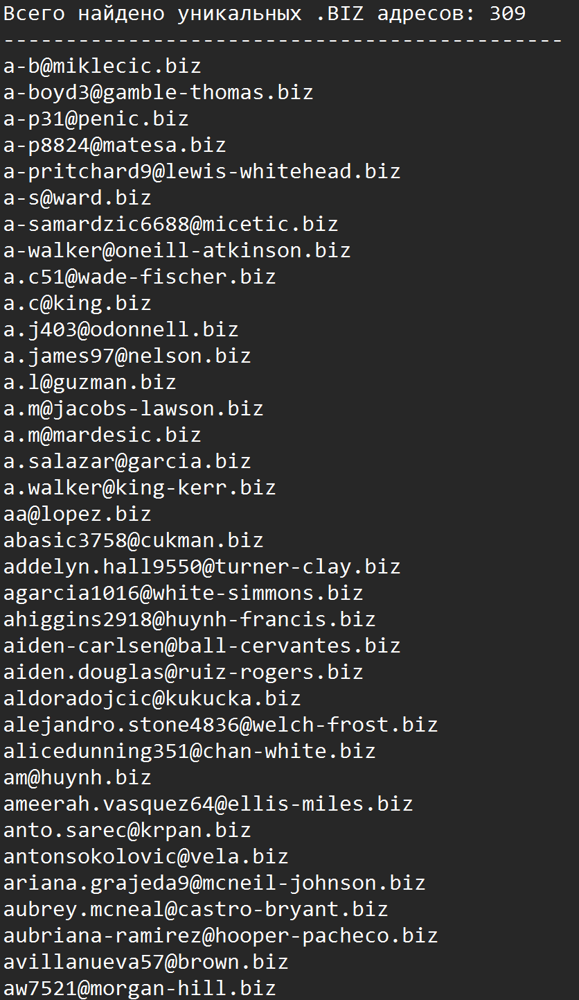 Всего найдено уникальных .BIZ адресов: 309
---------------------------------------------
a-b@miklecic.biz
a-boyd3@gamble-thomas.biz
a-p31@penic.biz
a-p8824@matesa.biz
a-pritchard9@lewis-whitehead.biz
a-s@ward.biz
a-samardzic6688@micetic.biz
a-walker@oneill-atkinson.biz
a.c51@wade-fischer.biz
a.c@king.biz
a.j403@odonnell.biz
a.james97@nelson.biz
a.l@guzman.biz
a.m@jacobs-lawson.biz
a.m@mardesic.biz
a.salazar@garcia.biz
a.walker@king-kerr.biz
aa@lopez.biz
abasic3758@cukman.biz
addelyn.hall9550@turner-clay.biz
agarcia1016@white-simmons.biz
ahiggins2918@huynh-francis.biz
aiden-carlsen@ball-cervantes.biz
aiden.douglas@ruiz-rogers.biz
aldoradojcic@kukucka.biz
alejandro.stone4836@welch-frost.biz
alicedunning351@chan-white.biz
am@huynh.biz
ameerah.vasquez64@ellis-miles.biz
anto.sarec@krpan.biz
antonsokolovic@vela.biz
ariana.grajeda9@mcneil-johnson.biz
aubrey.mcneal@castro-bryant.biz
aubriana-ramirez@hooper-pacheco.biz
avillanueva57@brown.biz
aw7521@morgan-hill.biz